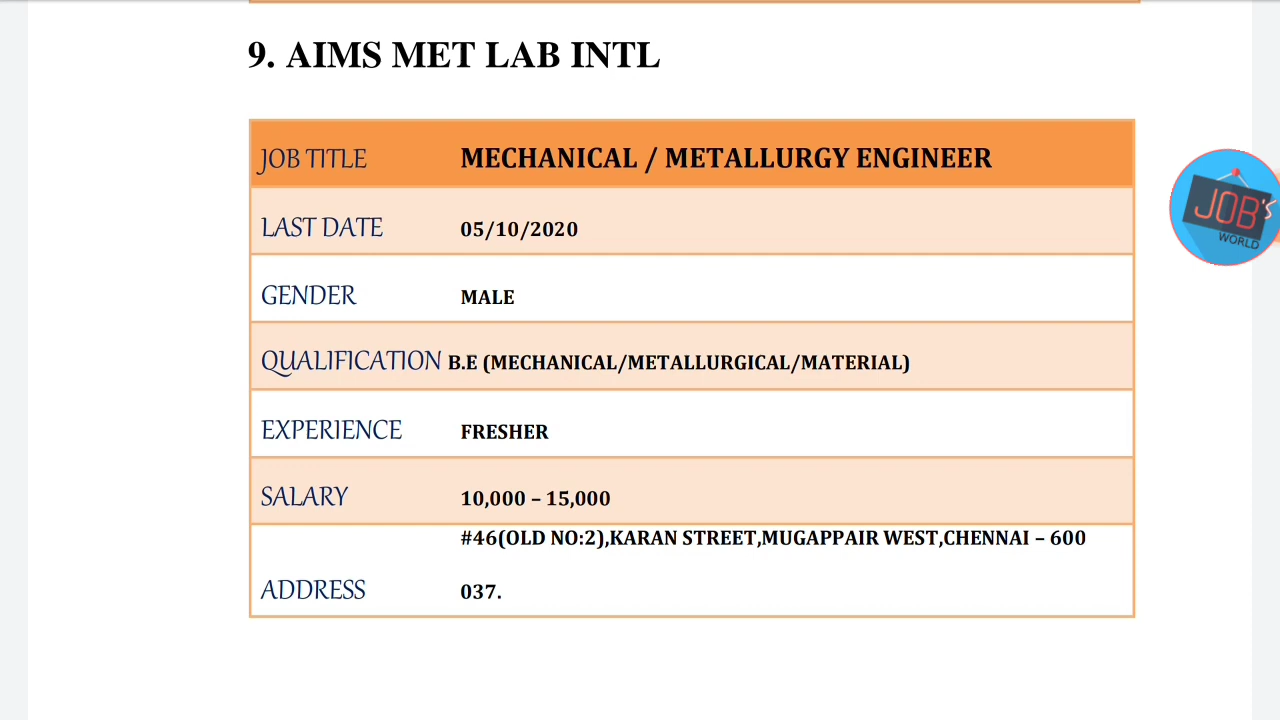 9. AIMS MET LAB INTL
JOB TITLE MECHANICAL / METALLURGY ENGINEER
LAST DATE 05/10/2020
GENDER MALE
QUALIFICATION B.E (MECHANICAL/METALLURGICAL/MATERIAL)
EXPERIENCE FRESHER
SALARY 10,000 – 15,000
#46(OLD NO:2),KARAN STREET,MUGAPPAIR WEST,CHENNAI – 600
ADDRESS 037.
JOB's
WORLD